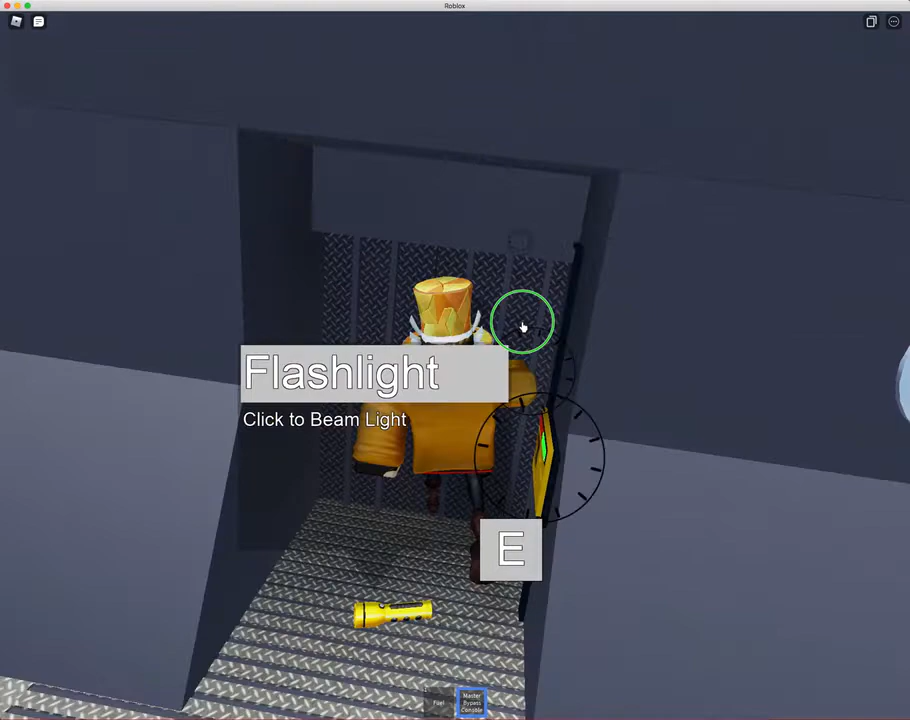 Roblox
Flashlight
Click to Beam Light
E
Fuel
Master
Bypass
Console